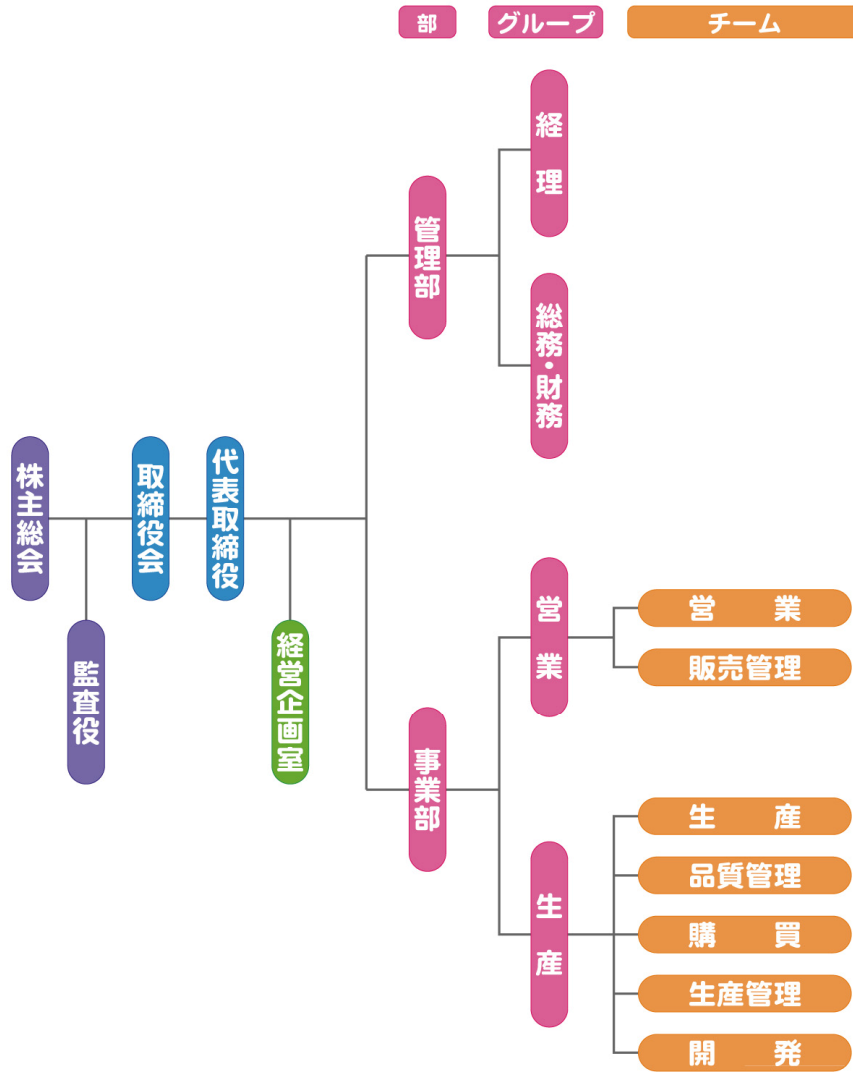 部
グループ
チーム
株主総会
監査役
取締役会
代表取締役
経営企画室
管理部
経理
総務・財務
事業部
営業
営業
販売管理
生産
生産
品質管理
購買
生産管理
開発